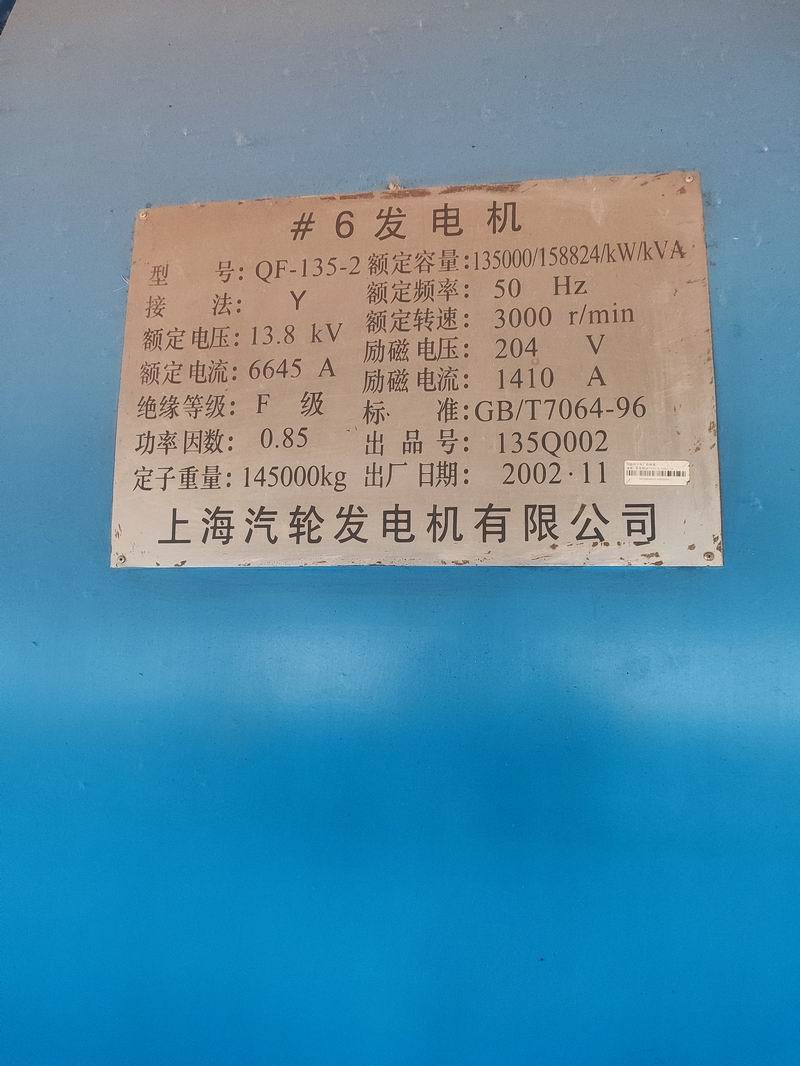 #6发电机
型号：QF-135-2 额定容量：135000/158824/kW/kVA
接法：Y 额定频率：50 Hz
额定电压：13.8 kV 额定转速：3000 r/min
额定电流：6645 A 励磁电压：204 V
绝缘等级：F 级 励磁电流：1410 A
功率因数：0.85 标准：GB/T7064-96
定子重量：145000kg 出品号：135Q002
出厂日期：2002·11
上海汽轮发电机有限公司